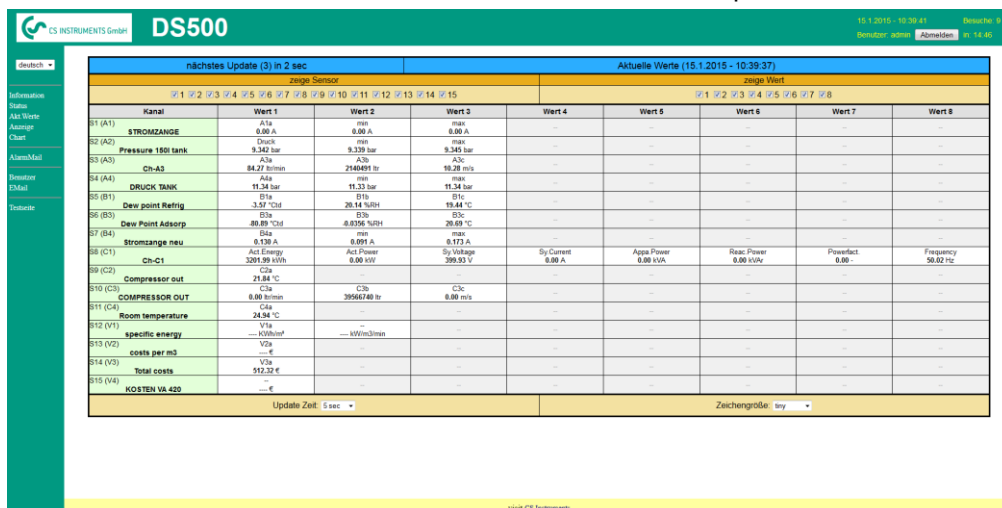 CS INSTRUMENTS GmbH
DS500
15.1.2015 - 10:39:41 Besuche: 9
Benutzer: admin Abmelden In: 14:46
deutsch
Information
Status
Akt.Werte
Anzeige
Chart
AlarmMail
Benutzer
EMail
Testseite
nächstes Update (3) in 2 sec Aktuelle Werte (15.1.2015 - 10:39:37)
zeige Sensor zeige Wert
1 2 3 4 5 6 7 8 9 10 11 12 13 14 15 1 2 3 4 5 6 7 8
Kanal Wert 1 Wert 2 Wert 3 Wert 4 Wert 5 Wert 6 Wert 7 Wert 8
S1 (A1) A1a min max
STROMZANGE 0.00 A 0.00 A 0.00 A -- -- -- -- --
S2 (A2) Druck min max
Pressure 150l tank 9.342 bar 9.339 bar 9.345 bar -- -- -- -- --
S3 (A3) A3a A3b A3c
Ch-A3 84.27 ltr/min 2140491 ltr 10.28 m/s -- -- -- -- --
S4 (A4) A4a min max
DRUCK TANK 11.34 bar 11.33 bar 11.34 bar -- -- -- -- --
S5 (B1) B1a B1b B1c
Dew point Refrig -3.57 °Ctd 20.14 %RH 19.44 °C -- -- -- -- --
S6 (B3) B3a B3b B3c
Dew Point Adsorp -80.89 °Ctd -0.0356 %RH 20.69 °C -- -- -- -- --
S7 (B4) B4a min max
Stromzange neu 0.130 A 0.091 A 0.173 A -- -- -- -- --
S8 (C1) Act.Energy Act.Power Sy.Voltage Sy.Current Appa.Power Reac.Power Powerfact. Frequency
Ch-C1 3201.99 kWh 0.00 kW 399.93 V 0.00 A 0.00 kVA 0.00 kVAr 0.00 - 50.02 Hz
S9 (C2) C2a
Compressor out 21.84 °C -- -- -- -- -- -- --
S10 (C3) C3a C3b C3c
COMPRESSOR OUT 0.00 ltr/min 39566740 ltr 0.00 m/s -- -- -- -- --
S11 (C4) C4a
Room temperature 24.94 °C -- -- -- -- -- -- --
S12 (V1) V1a --
specific energy ---- KWh/m³ ---- kW/m3/min -- -- -- -- -- --
S13 (V2) V2a
costs per m3 ---- € -- -- -- -- -- -- --
S14 (V3) V3a
Total costs 512.32 € -- -- -- -- -- -- --
S15 (V4) --
KOSTEN VA 420 ---- € -- -- -- -- -- -- --
Update Zeit: 5 sec Zeichengröße: tiny